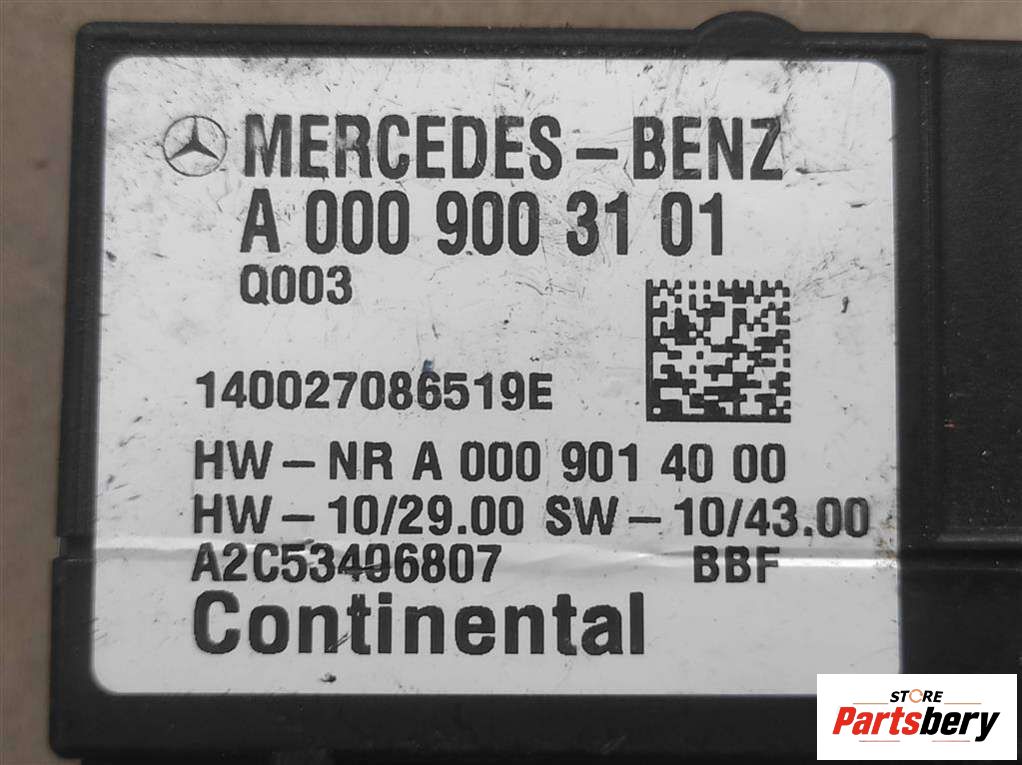 MERCEDES-BENZ
A 000 900 31 01
Q003
140027086519E
HW-NR A 000 901 40 00
HW-10/29.00 SW-10/43.00
A2C53406807 BBF
Continental
STORE
Partsbery